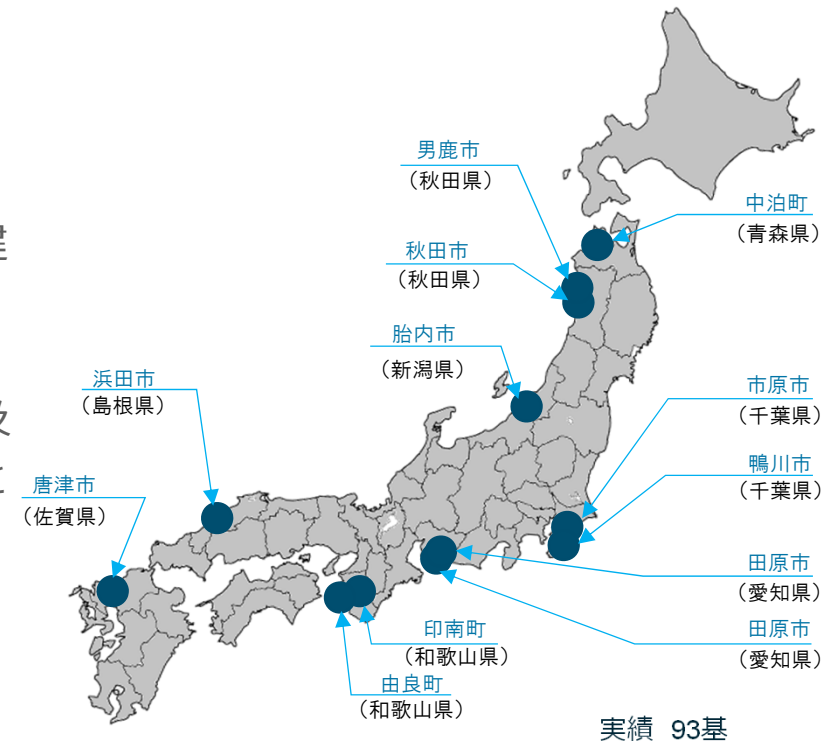 男鹿市
（秋田県）
中泊町
（青森県）
秋田市
（秋田県）
胎内市
（新潟県）
浜田市
（島根県）
市原市
（千葉県）
鴨川市
（千葉県）
唐津市
（佐賀県）
田原市
（愛知県）
印南町
（和歌山県）
田原市
（愛知県）
由良町
（和歌山県）
実績 93基